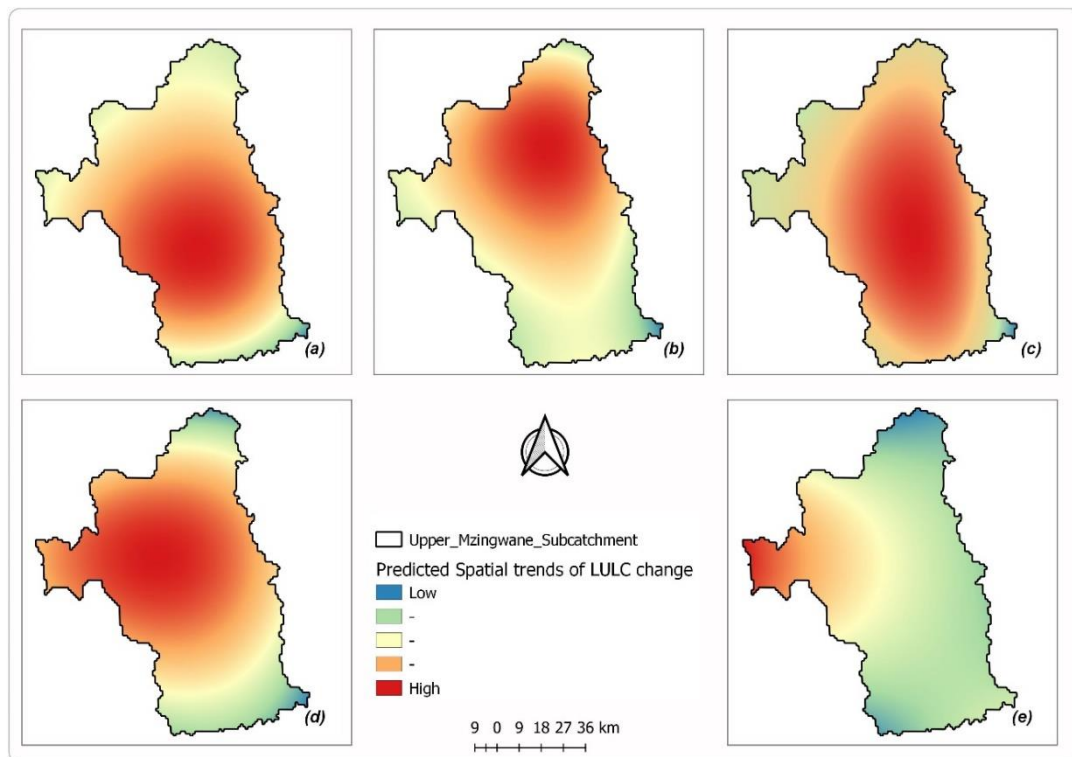 (a)
(b)
(c)
(d)
Upper_Mzingwane_Subcatchment
Predicted Spatial trends of LULC change
Low
-
-
-
High
9 0 9 18 27 36 km
(e)